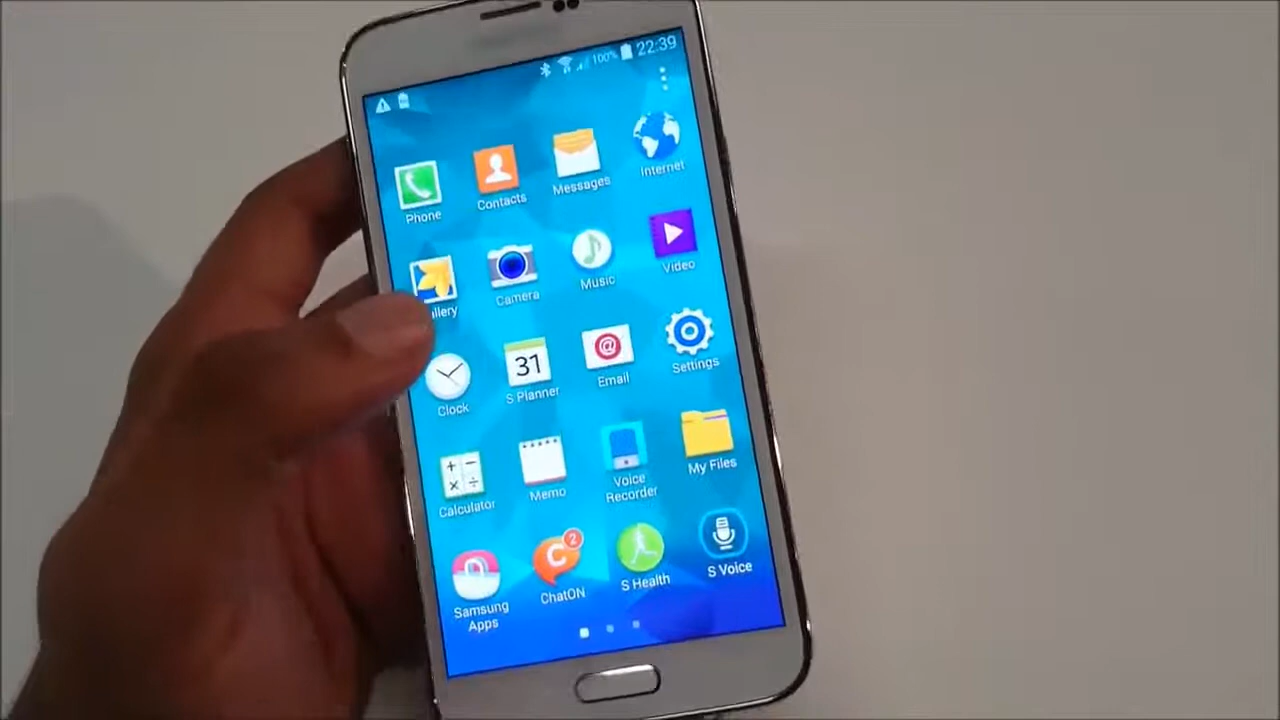 100% 22:39
Phone
Contacts
Messages
Internet
allery
Camera
Music
Video
Clock
31
S Planner
@
Email
Settings
Calculator
Memo
Voice
Recorder
My Files
Samsung
Apps
C 2
ChatON
S Health
S Voice